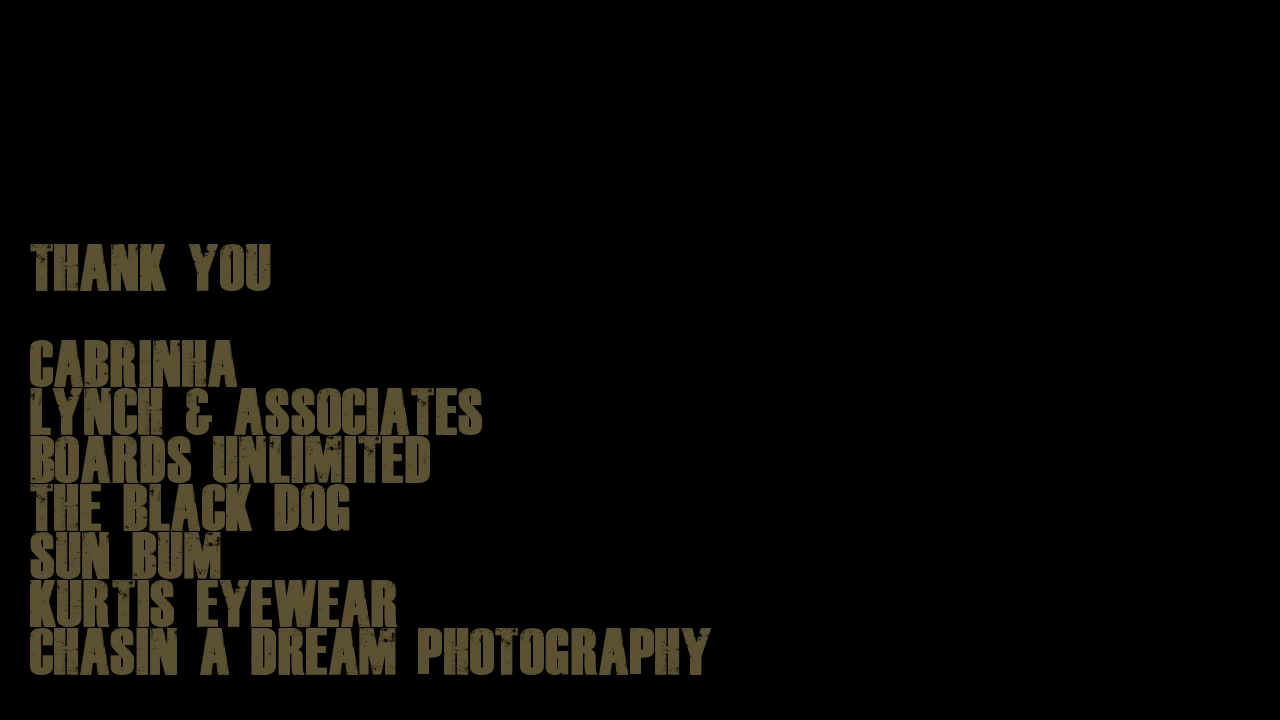 THANK YOU
CABRINHA
LYNCH & ASSOCIATES
BOARDS UNLIMITED
THE BLACK DOG
SUN BUM
KURTIS EYEWEAR
CHASIN A DREAM PHOTOGRAPHY